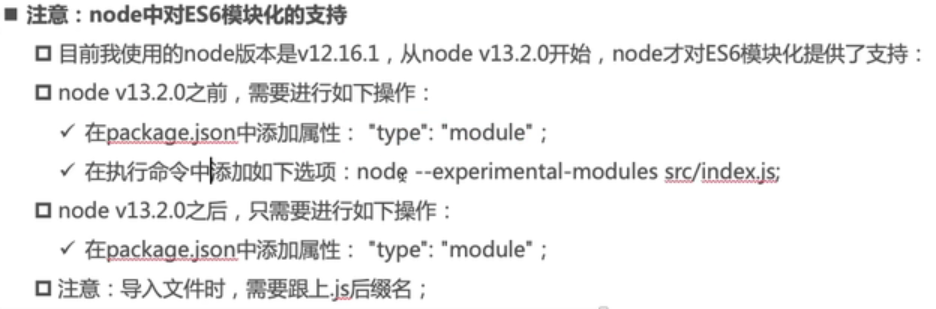 注意：node中对ES6模块化的支持
目前我使用的node版本是v12.16.1，从node v13.2.0开始，node才对ES6模块化提供了支持：
node v13.2.0之前，需要进行如下操作：
✓ 在package.json中添加属性： "type": "module"；
✓ 在执行命令中添加如下选项：node --experimental-modules src/index.js;
node v13.2.0之后，只需要进行如下操作：
✓ 在package.json中添加属性： "type": "module"；
注意：导入文件时，需要跟上.js后缀名；